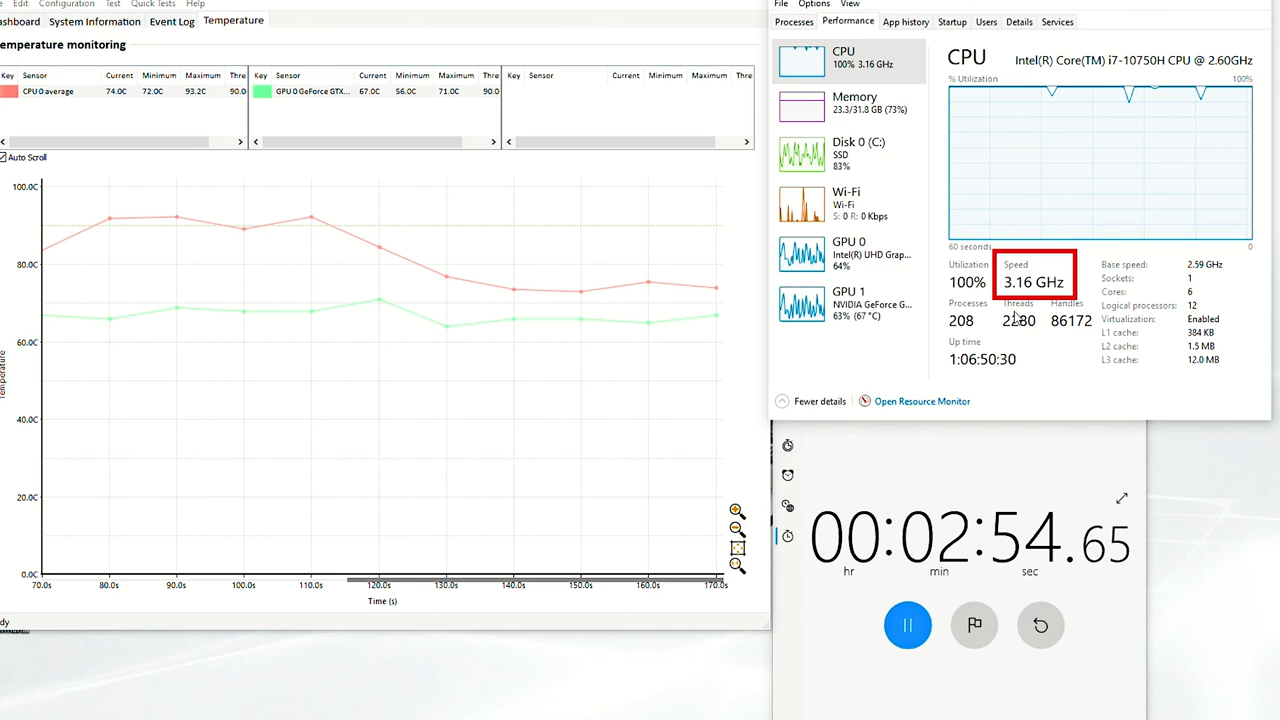 e Edit Configuration Test Quick Tests Help
ashboard System Information Event Log Temperature
emperature monitoring
Key Sensor Current Minimum Maximum Thre
CPU 0 average 74.0C 72.0C 93.2C 90.0
Key Sensor Current Minimum Maximum Thre
GPU 0 GeForce GTX... 67.0C 56.0C 71.0C 90.0
Key Sensor Current Minimum Maximum Thre
Auto Scroll
100.0C
80.0C
60.0C
40.0C
20.0C
0.0C
Temperature
70.0s 80.0s 90.0s 100.0s 110.0s 120.0s 130.0s 140.0s 150.0s 160.0s 170.0s
Time (s)
dy
File Options View
Processes Performance App history Startup Users Details Services
CPU
100% 3.16 GHz
Memory
23.3/31.8 GB (73%)
Disk 0 (C:)
SSD
83%
Wi-Fi
Wi-Fi
S: 0 R: 0 Kbps
GPU 0
Intel(R) UHD Grap...
64%
GPU 1
NVIDIA GeForce G...
63% (67 °C)
CPU Intel(R) Core(TM) i7-10750H CPU @ 2.60GHz
% Utilization 100%
60 seconds 0
Utilization Speed
100% 3.16 GHz
Processes Threads Handles
208 2280 86172
Up time
1:06:50:30
Base speed: 2.59 GHz
Sockets: 1
Cores: 6
Logical processors: 12
Virtualization: Enabled
L1 cache: 384 KB
L2 cache: 1.5 MB
L3 cache: 12.0 MB
Fewer details Open Resource Monitor
00:02:54.65
hr min sec